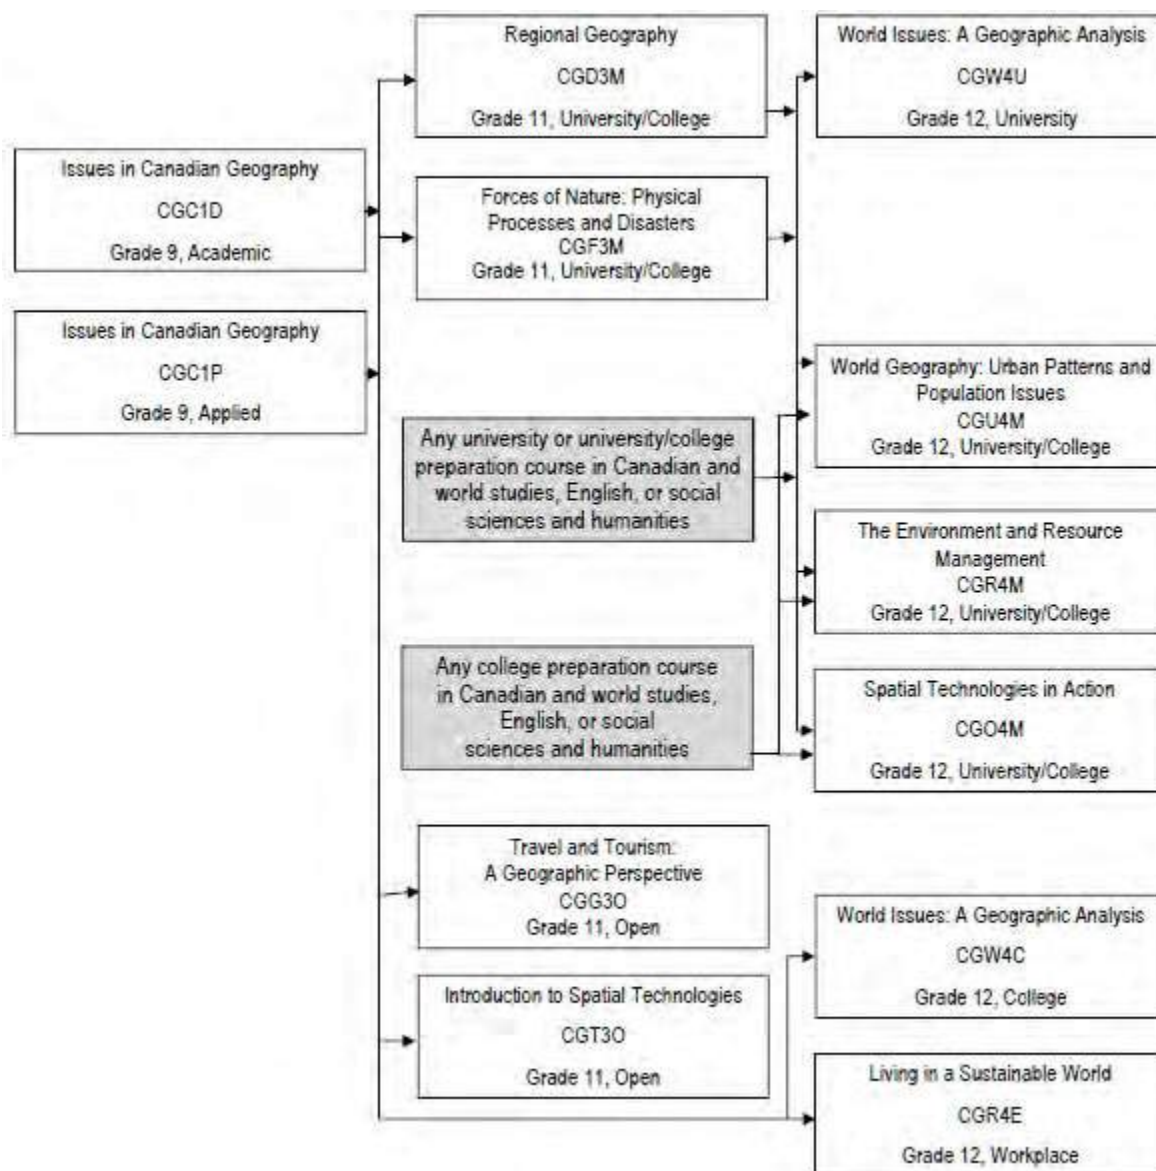 Regional Geography
CGD3M
Grade 11, University/College
World Issues: A Geographic Analysis
CGW4U
Grade 12, University
Issues in Canadian Geography
CGC1D
Grade 9, Academic
Forces of Nature: Physical
Processes and Disasters
CGF3M
Grade 11, University/College
Issues in Canadian Geography
CGC1P
Grade 9, Applied
World Geography: Urban Patterns and
Population Issues
CGU4M
Grade 12, University/College
Any university or university/college
preparation course in Canadian and
world studies, English, or social
sciences and humanities
The Environment and Resource
Management
CGR4M
Grade 12, University/College
Any college preparation course
in Canadian and world studies,
English, or social
sciences and humanities
Spatial Technologies in Action
CGO4M
Grade 12, University/College
Travel and Tourism:
A Geographic Perspective
CGG3O
Grade 11, Open
World Issues: A Geographic Analysis
CGW4C
Grade 12, College
Introduction to Spatial Technologies
CGT3O
Grade 11, Open
Living in a Sustainable World
CGR4E
Grade 12, Workplace